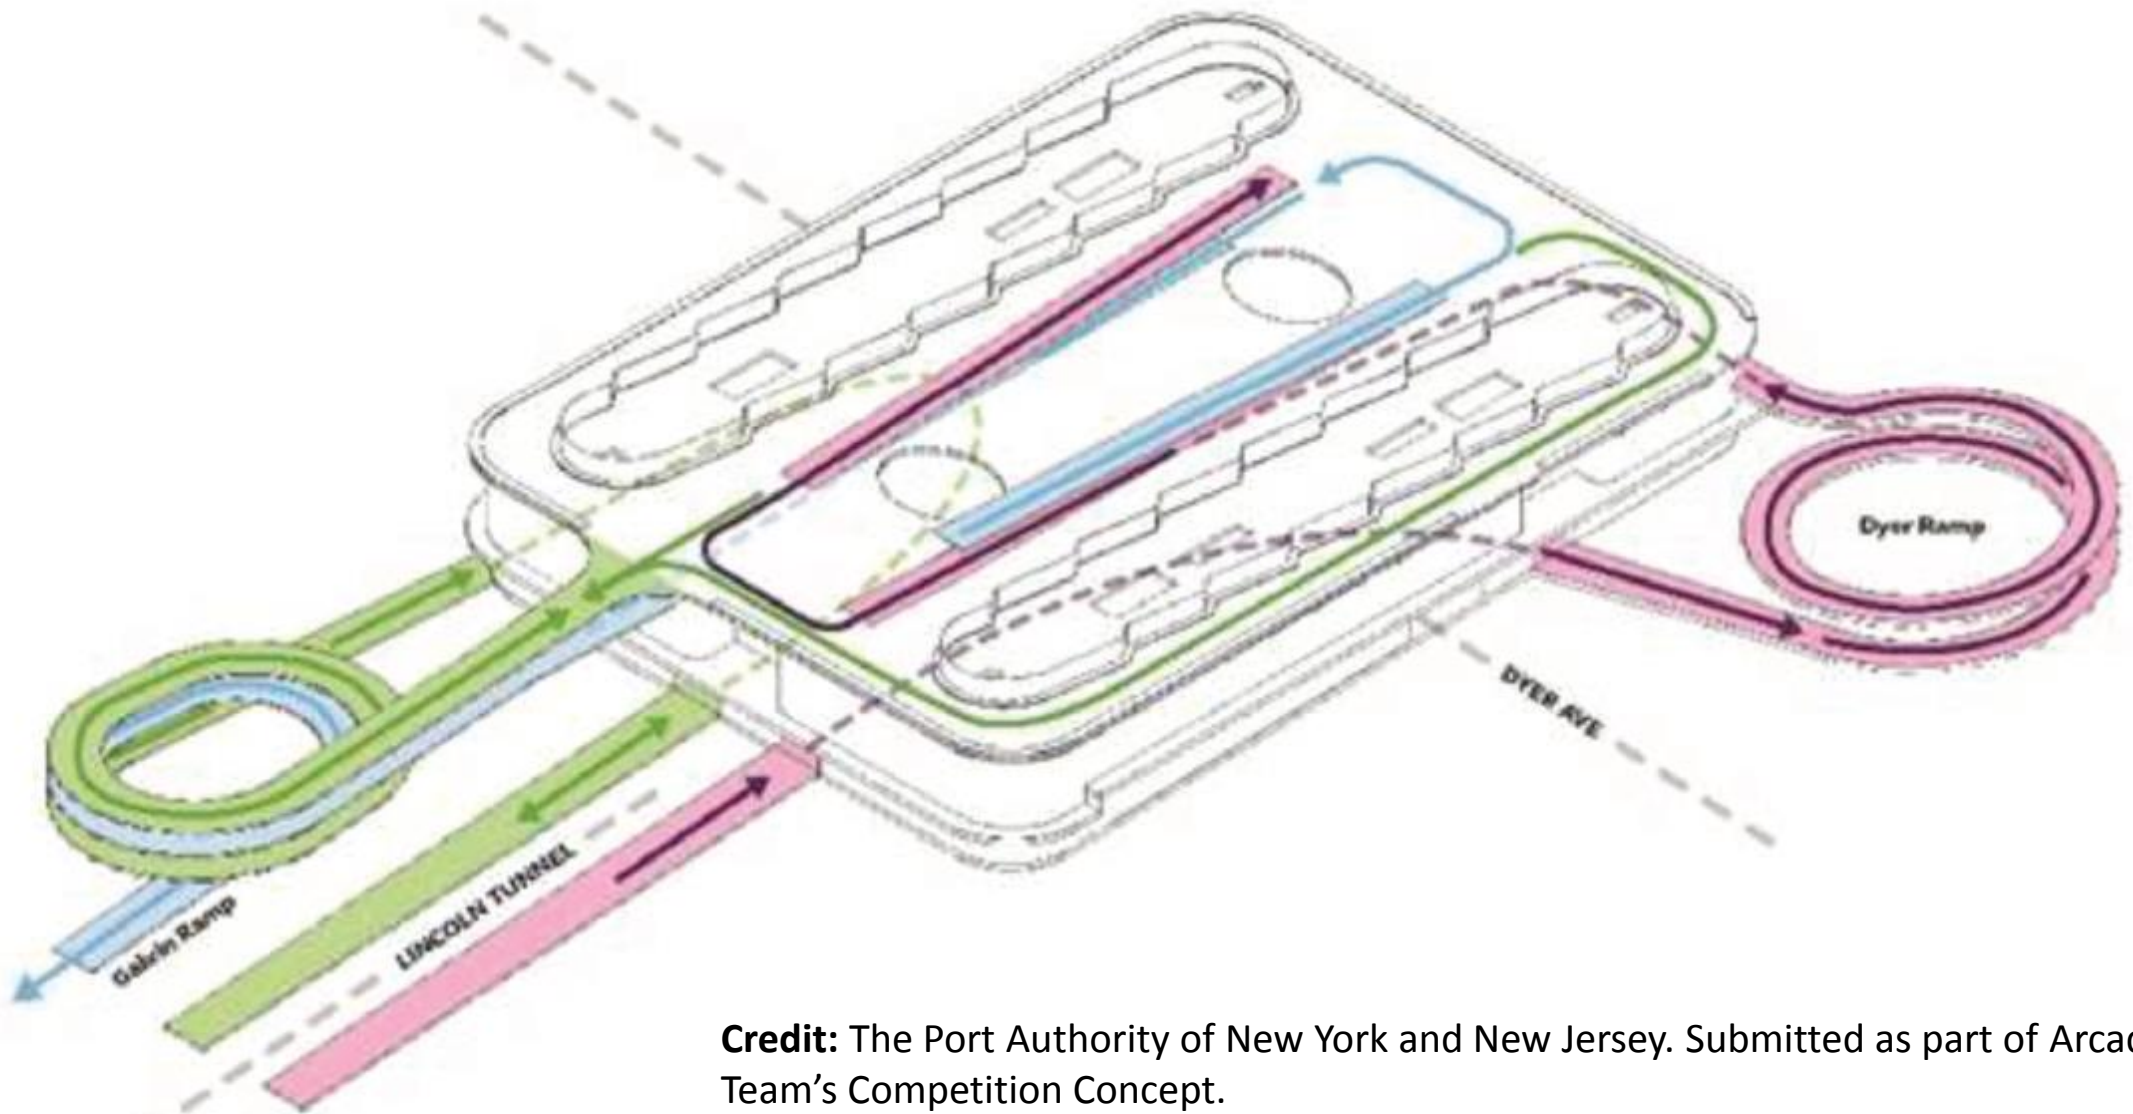 Dyer Ramp
DYER AVE
LINCOLN TUNNEL
Galvin Ramp
Credit: The Port Authority of New York and New Jersey. Submitted as part of Arcad
Team’s Competition Concept.